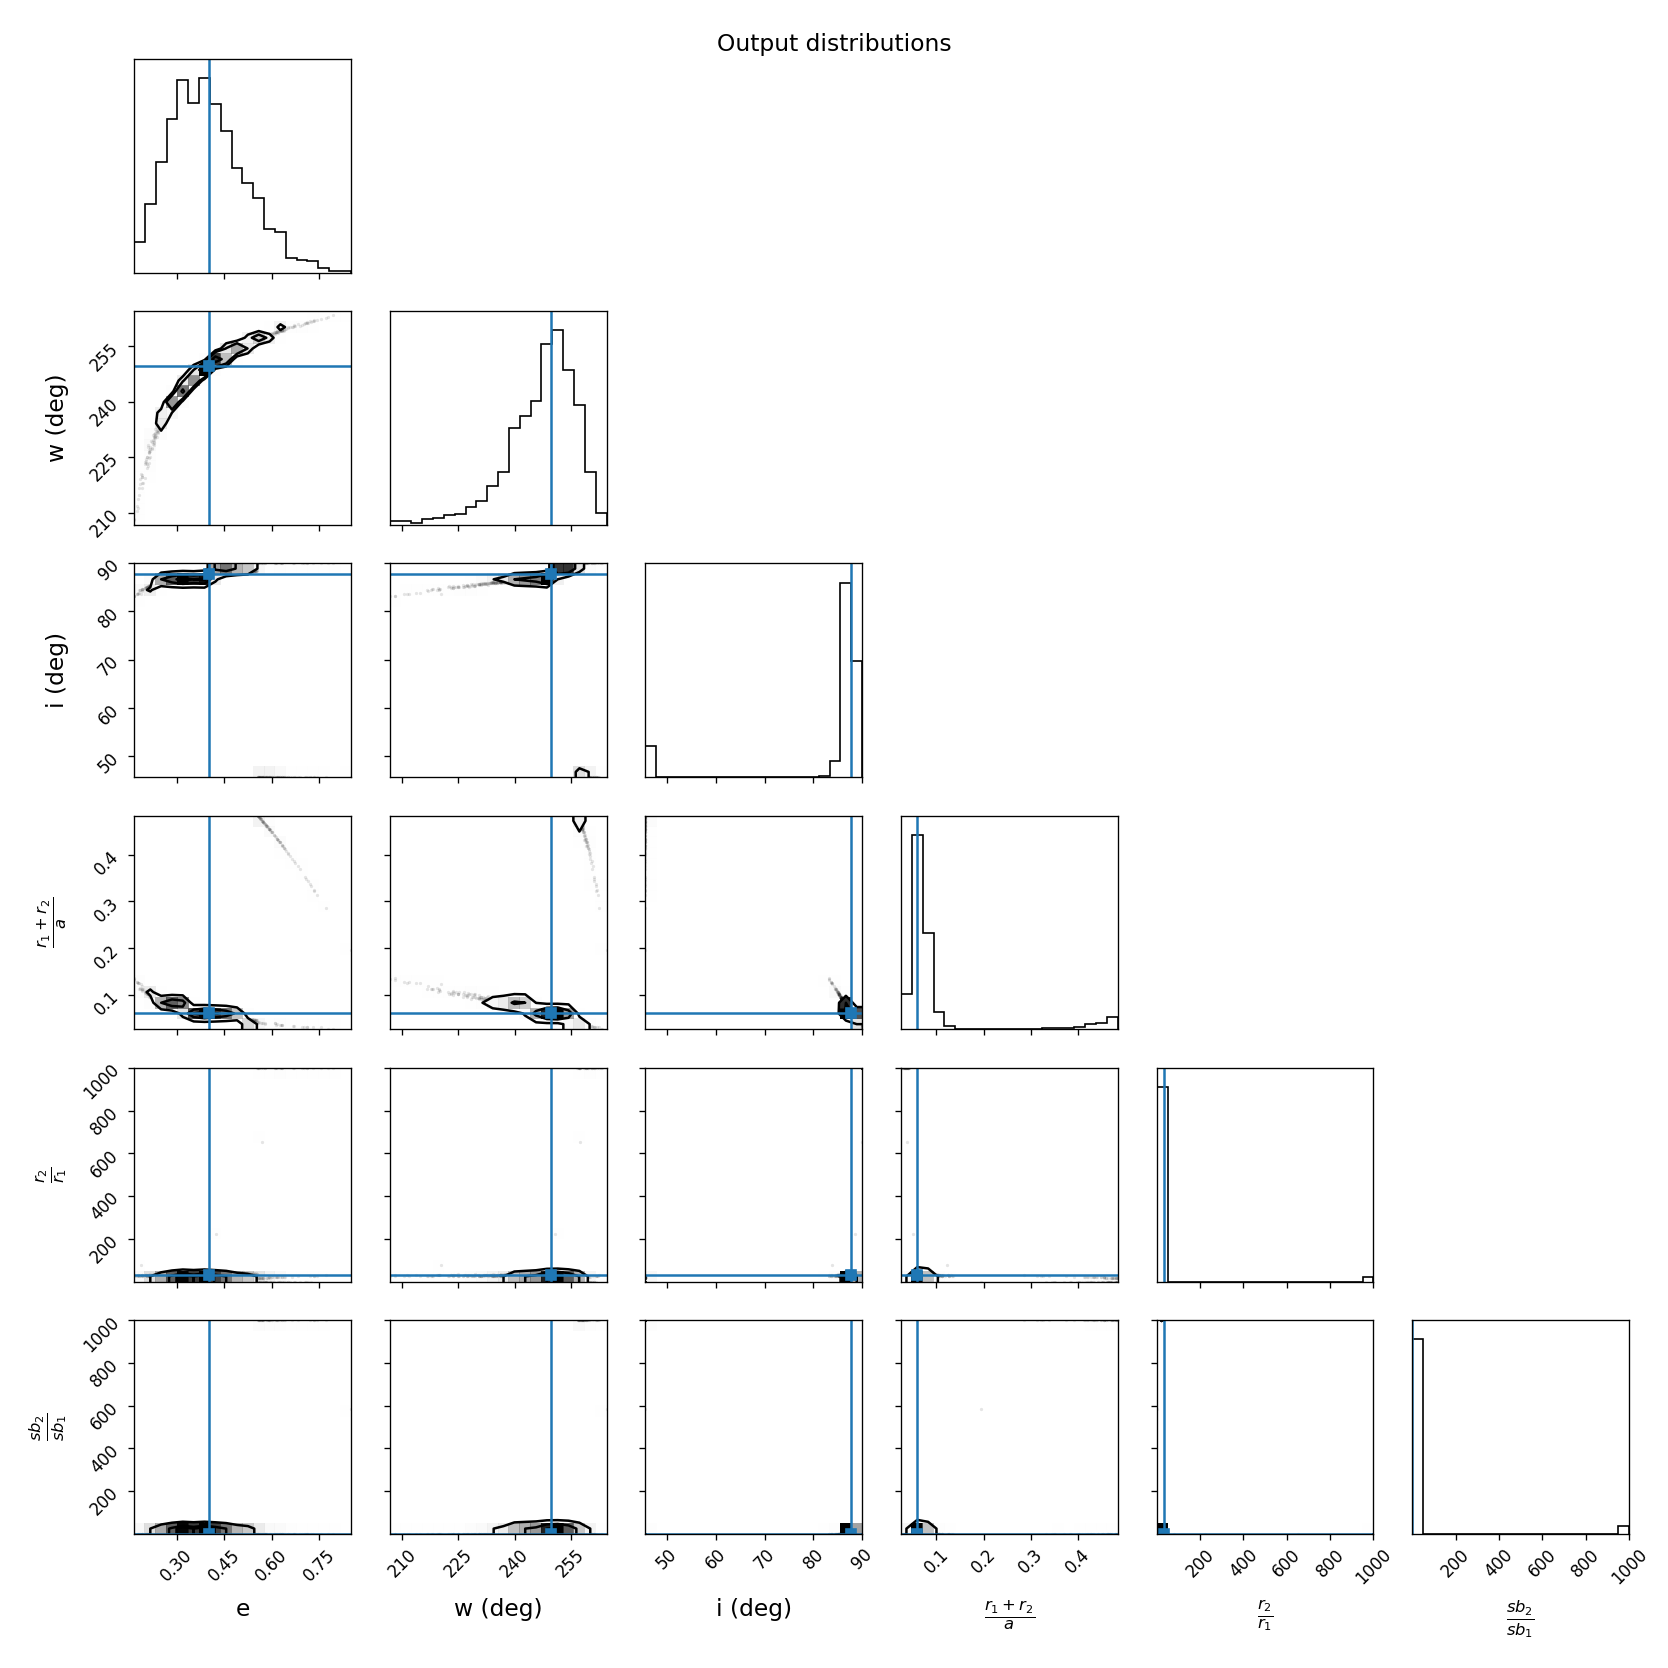 Output distributions
w (deg)
255
240
225
210
i (deg)
90
80
70
60
50
r₁ + r₂
a
0.4
0.3
0.2
0.1
r₂
r₁
1000
800
600
400
200
sb₂
sb₁
1000
800
600
400
200
0.30 0.45 0.60 0.75
210 225 240 255
50 60 70 80 90
0.1 0.2 0.3 0.4
200 400 600 800 1000
200 400 600 800 1000
e
w (deg)
i (deg)
r₁ + r₂
a
r₂
r₁
sb₂
sb₁